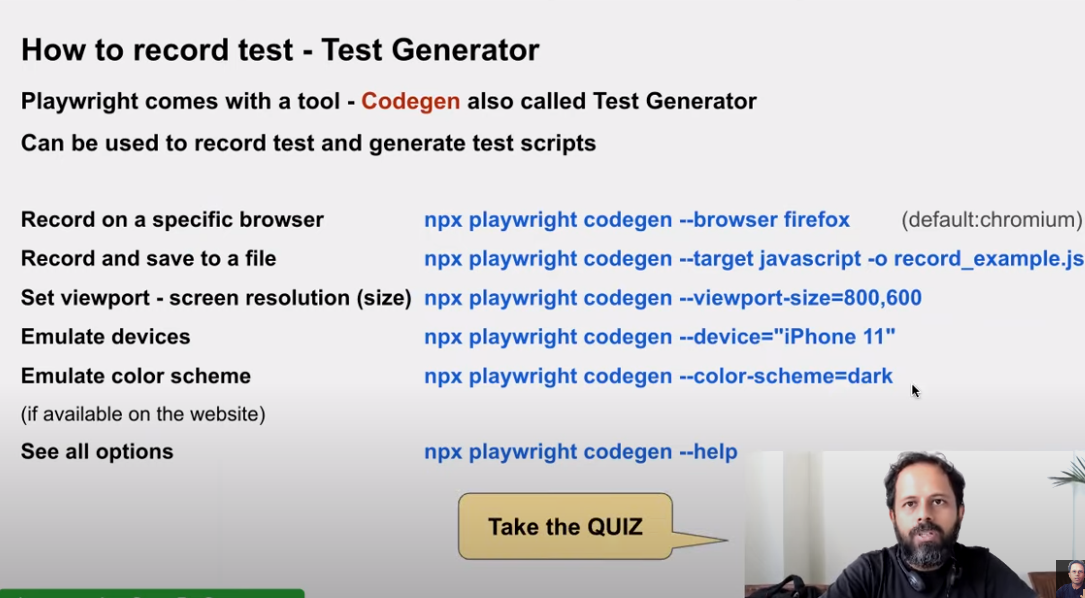 How to record test - Test Generator
Playwright comes with a tool - Codegen also called Test Generator
Can be used to record test and generate test scripts
Record on a specific browser npx playwright codegen --browser firefox (default:chromium)
Record and save to a file npx playwright codegen --target javascript -o record_example.js
Set viewport - screen resolution (size) npx playwright codegen --viewport-size=800,600
Emulate devices npx playwright codegen --device="iPhone 11"
Emulate color scheme npx playwright codegen --color-scheme=dark
(if available on the website)
See all options npx playwright codegen --help
Take the QUIZ